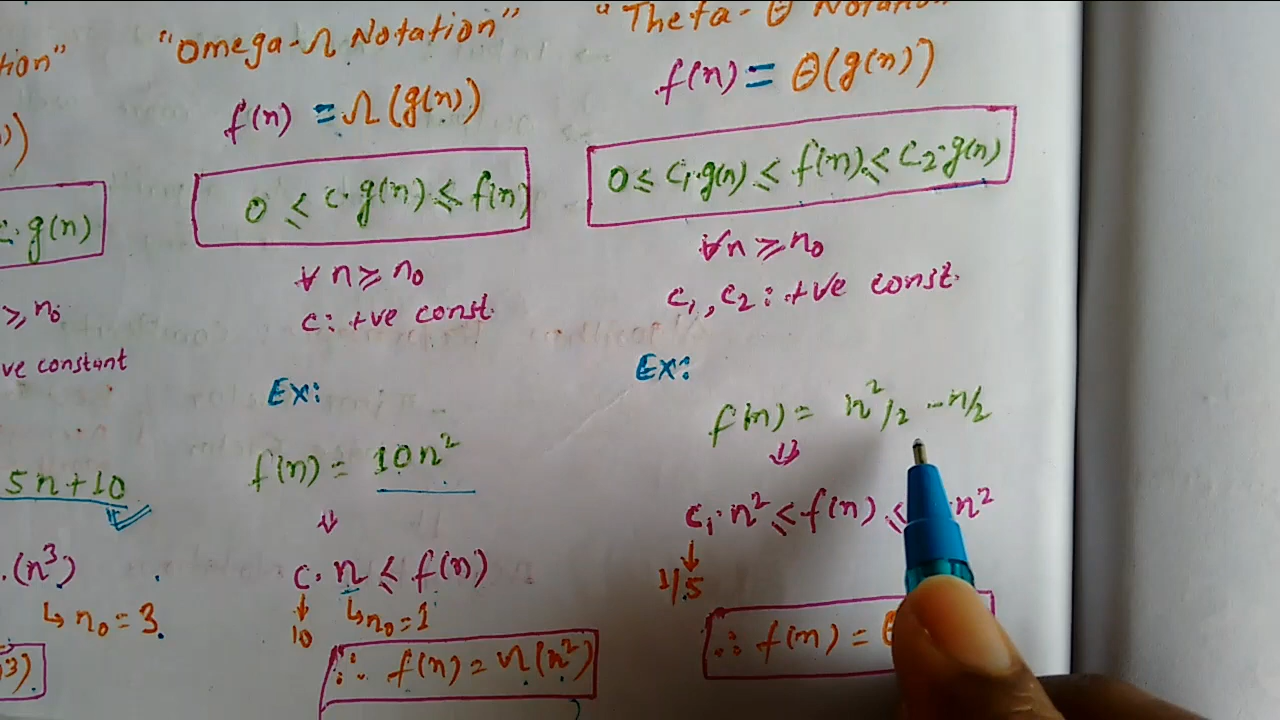 tion"
))
c. g(n)
≥ n₀
ve constant
5n+10
.(n³)
↳ n₀ = 3.
³).
"Omega-Ω Notation"
f(n) = Ω(g(n))
0 ≤ c.g(n) ≤ f(n)
∀ n ≥ n₀
c: +ve const.
Ex:
f(n) = 10n²
⇓
c. n ≤ f(n)
↓ ↳ n₀ = 1
10
∴ f(n) = Ω(n²)
"Theta-θ Notation"
f(n) = θ(g(n))
0 ≤ c₁.g(n) ≤ f(n) ≤ c₂.g(n)
∀n ≥ n₀
c₁, c₂ : +ve const.
Ex:
f(n) = n²/2 - n/2
⇓
c₁. n² ≤ f(n) ≤ . n²
↓
1/5
∴ f(n) = θ